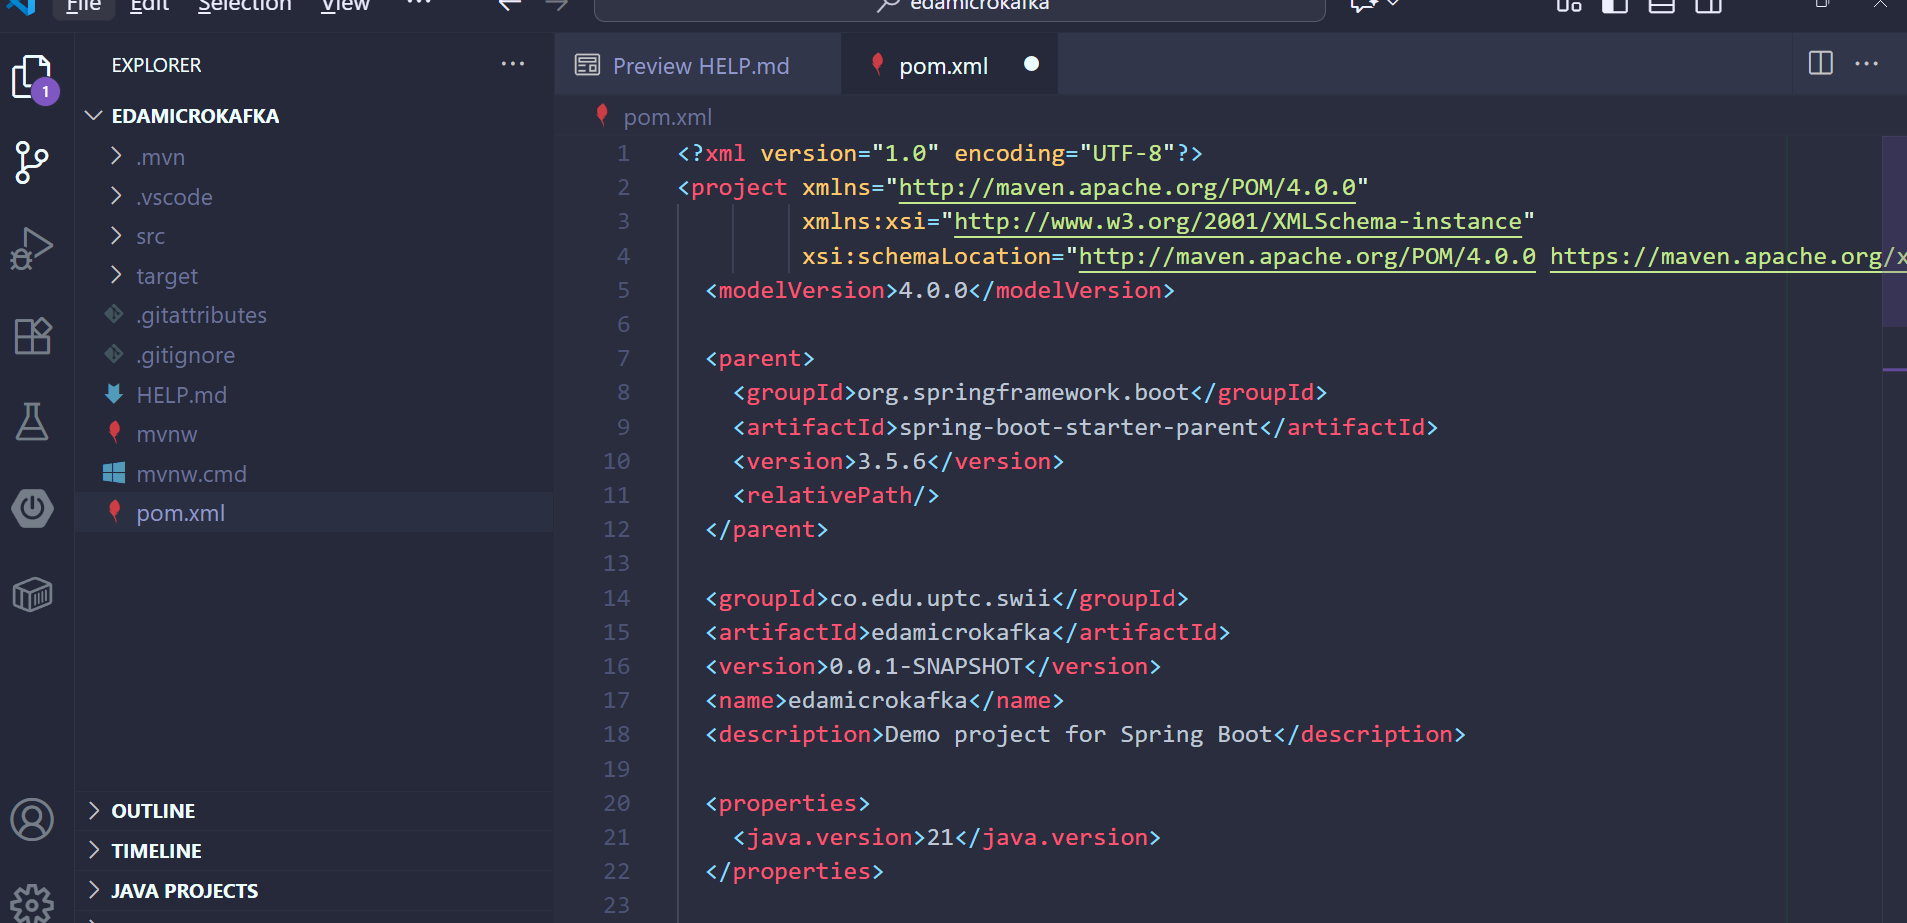 File Edit Selection View ··· edamicrokafka
EXPLORER ···
1
EDAMICROKAFKA
.mvn
.vscode
src
target
.gitattributes
.gitignore
HELP.md
mvnw
mvnw.cmd
pom.xml
OUTLINE
TIMELINE
JAVA PROJECTS
Preview HELP.md pom.xml ···
pom.xml
1 <?xml version="1.0" encoding="UTF-8"?>
2 <project xmlns="http://maven.apache.org/POM/4.0.0"
3 xmlns:xsi="http://www.w3.org/2001/XMLSchema-instance"
4 xsi:schemaLocation="http://maven.apache.org/POM/4.0.0 https://maven.apache.org/x
5 <modelVersion>4.0.0</modelVersion>
6
7 <parent>
8 <groupId>org.springframework.boot</groupId>
9 <artifactId>spring-boot-starter-parent</artifactId>
10 <version>3.5.6</version>
11 <relativePath/>
12 </parent>
13
14 <groupId>co.edu.uptc.swii</groupId>
15 <artifactId>edamicrokafka</artifactId>
16 <version>0.0.1-SNAPSHOT</version>
17 <name>edamicrokafka</name>
18 <description>Demo project for Spring Boot</description>
19
20 <properties>
21 <java.version>21</java.version>
22 </properties>
23